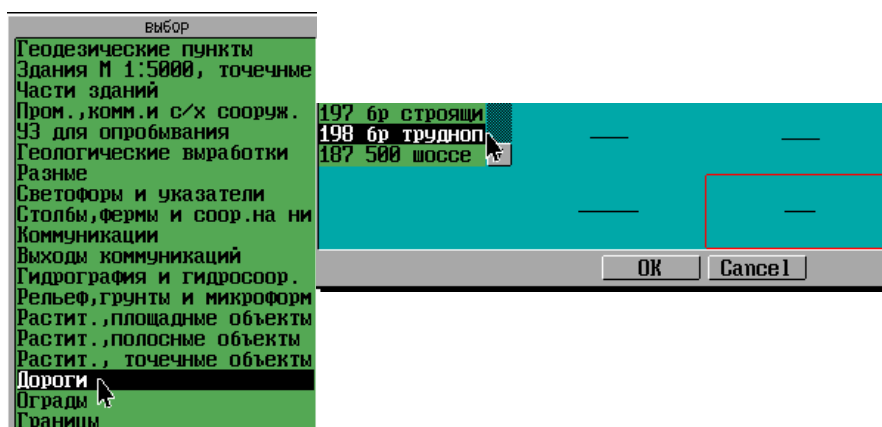 выбор
Геодезические пункты
Здания М 1:5000, точечные
Части зданий
Пром.,комм.и с/х сооруж.
УЗ для опробывания
Геологические выработки
Разные
Светофоры и указатели
Столбы,фермы и соор.на ни
Коммуникации
Выходы коммуникаций
Гидрография и гидросоор.
Рельеф,грунты и микроформ
Растит.,площадные объекты
Растит.,полосные объекты
Растит., точечные объекты
Дороги
Ограды
Границы
197 бр строящи
198 бр трудноп
187 500 шоссе
OK
Cancel